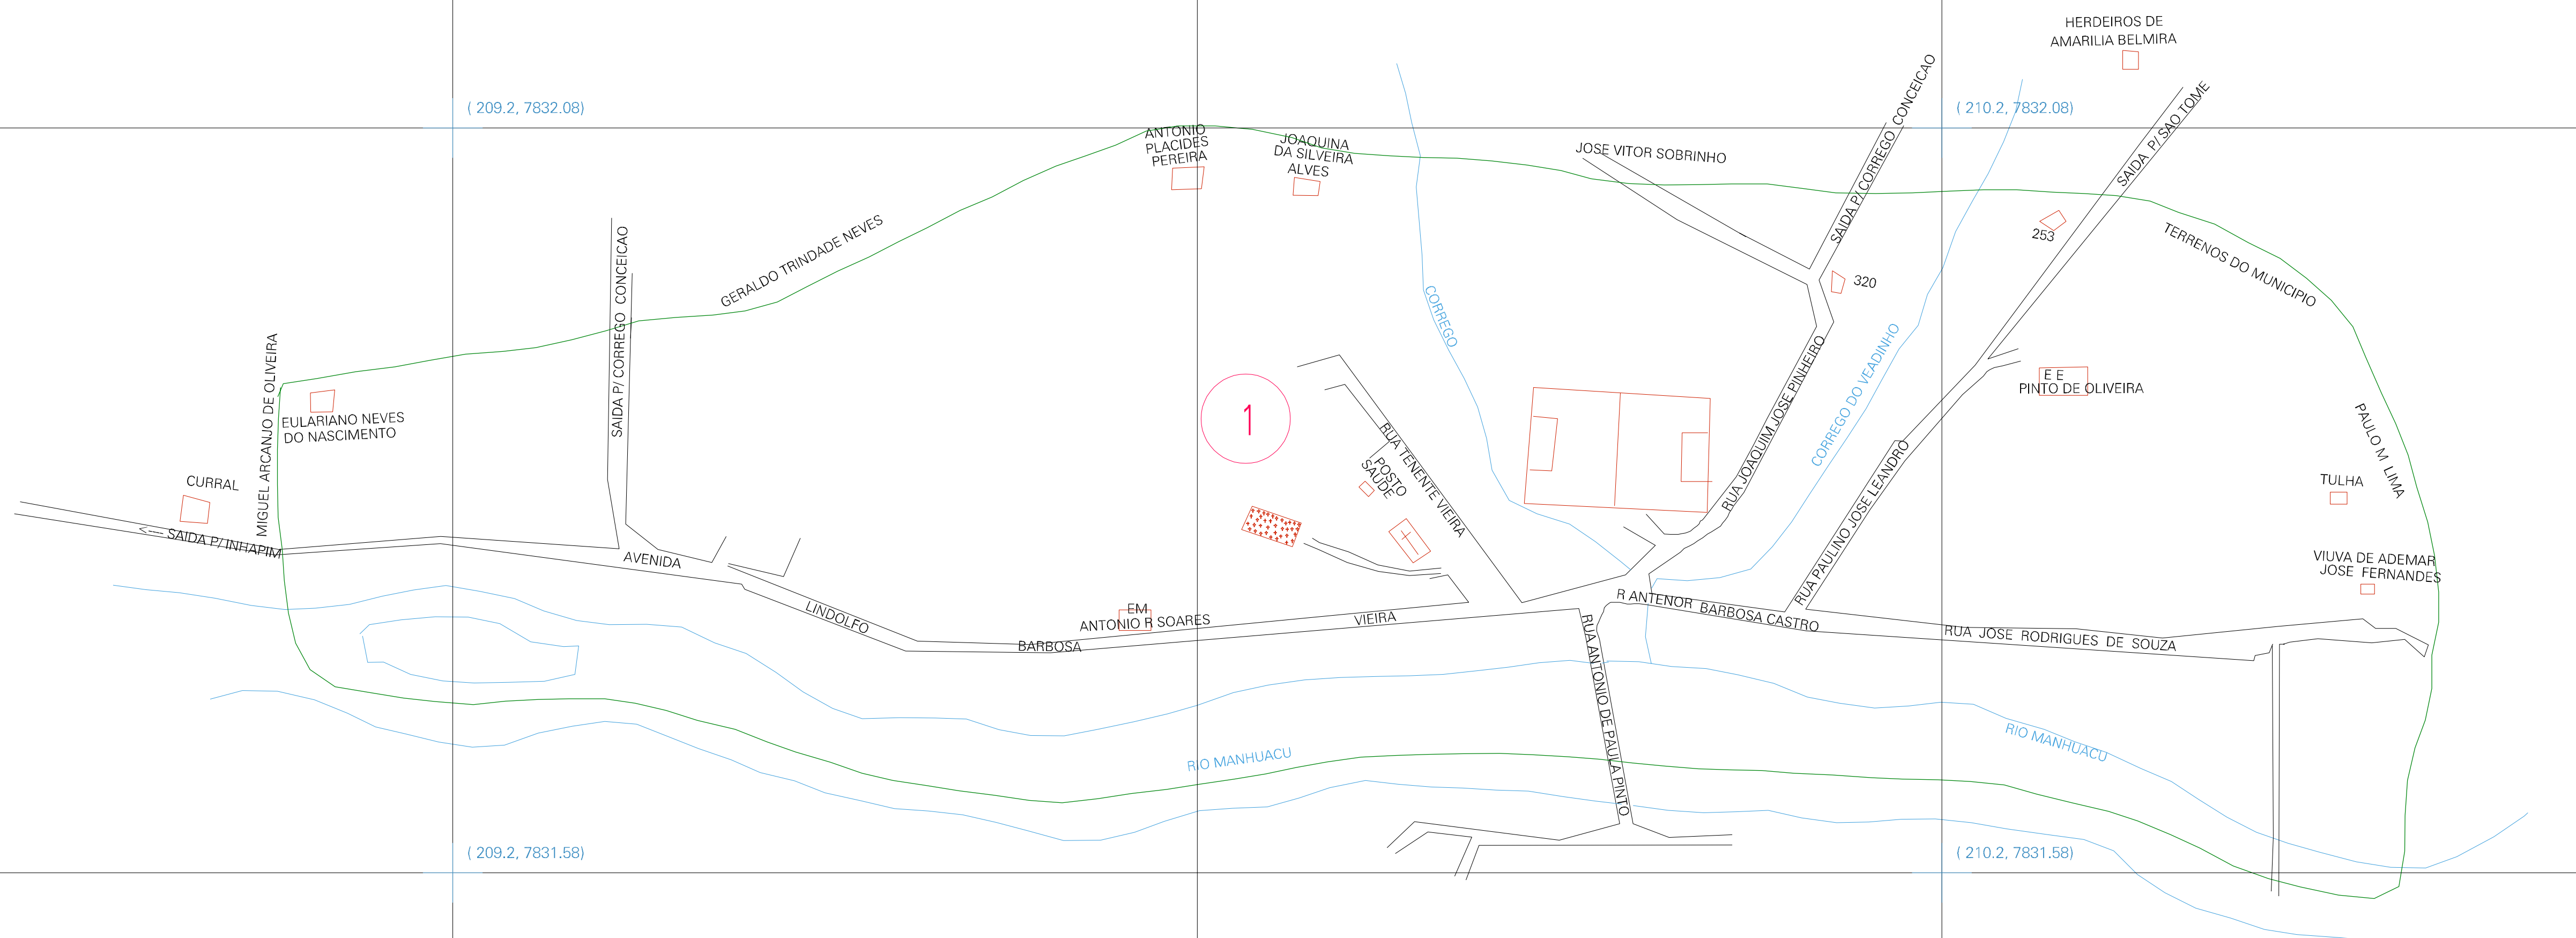 HERDEIROS DE
AMARILIA BELMIRA
( 209.2, 7832.08)
( 210.2, 7832.08)
ANTONIO
PLACIDES
PEREIRA
JOAQUINA
DA SILVEIRA
ALVES
JOSE VITOR SOBRINHO
SAIDA P/ CORREGO CONCEICAO
SAIDA P/ SAO TOME
253
TERRENOS DO MUNICIPIO
GERALDO TRINDADE NEVES
SAIDA P/ CORREGO CONCEICAO
320
CORREGO
CORREGO DO VEADINHO
MIGUEL ARCANJO DE OLIVEIRA
EULARIANO NEVES
DO NASCIMENTO
1
RUA JOAQUIM JOSE PINHEIRO
E E
PINTO DE OLIVEIRA
PAULO M LIMA
RUA TENENTE VIEIRA
POSTO
SAUDE
RUA PAULINO JOSE LEANDRO
CURRAL
TULHA
<-- SAIDA P/ INHAPIM
AVENIDA
LINDOLFO
BARBOSA
VIEIRA
VIUVA DE ADEMAR
JOSE FERNANDES
EM
ANTONIO R SOARES
R ANTENOR BARBOSA CASTRO
RUA JOSE RODRIGUES DE SOUZA
RUA ANTONIO DE PAULA PINTO
RIO MANHUACU
RIO MANHUACU
( 209.2, 7831.58)
( 210.2, 7831.58)